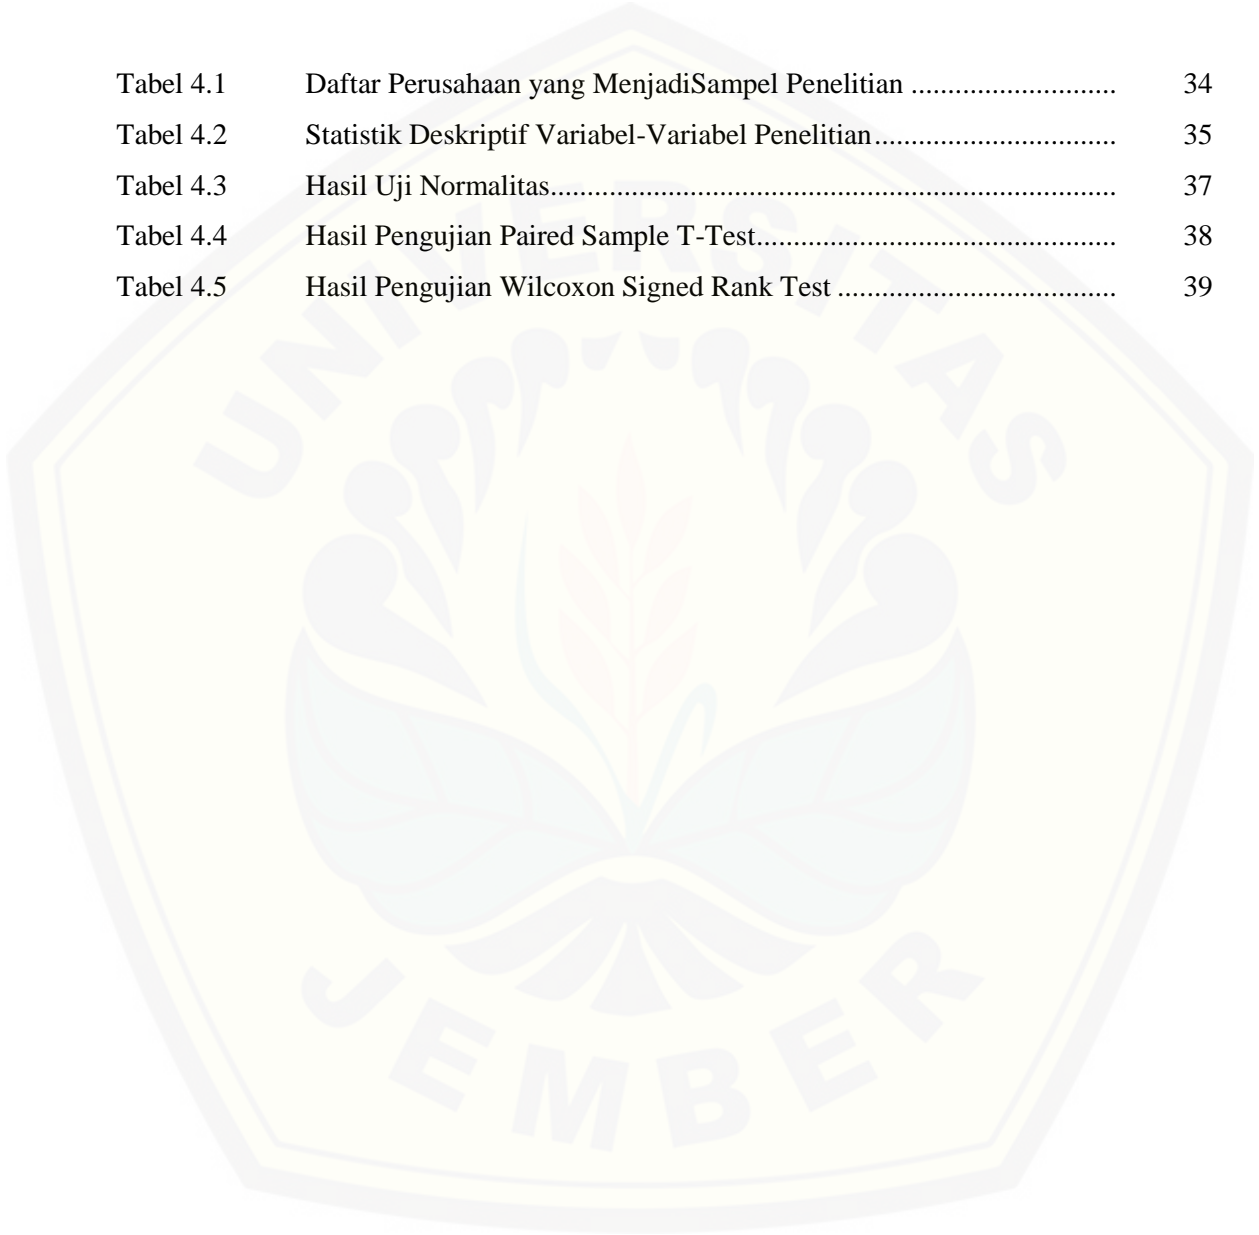 Tabel 4.1 Daftar Perusahaan yang MenjadiSampel Penelitian ............................ 34
Tabel 4.2 Statistik Deskriptif Variabel-Variabel Penelitian................................. 35
Tabel 4.3 Hasil Uji Normalitas............................................................................. 37
Tabel 4.4 Hasil Pengujian Paired Sample T-Test................................................. 38
Tabel 4.5 Hasil Pengujian Wilcoxon Signed Rank Test ...................................... 39
UNIVERSITAS
JEMBER